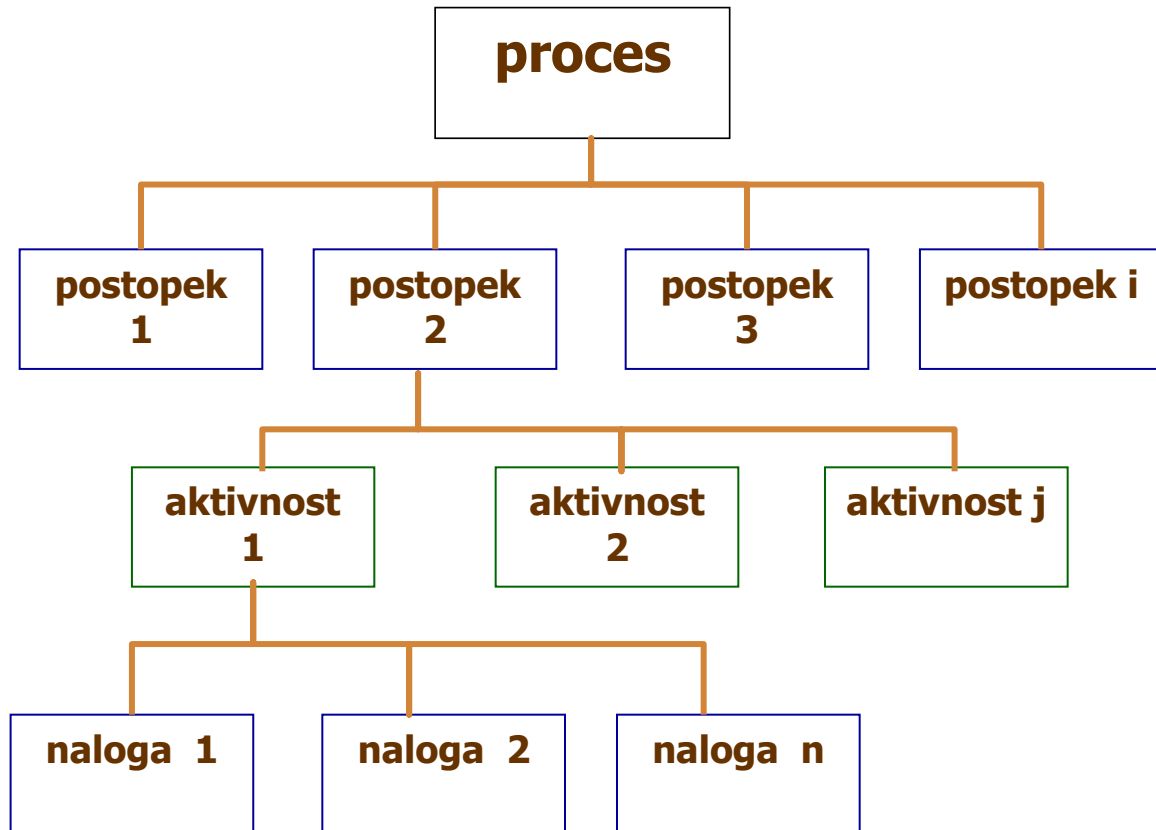 proces
postopek
1
postopek
2
postopek
3
postopek i
aktivnost
1
aktivnost
2
aktivnost j
naloga 1
naloga 2
naloga n